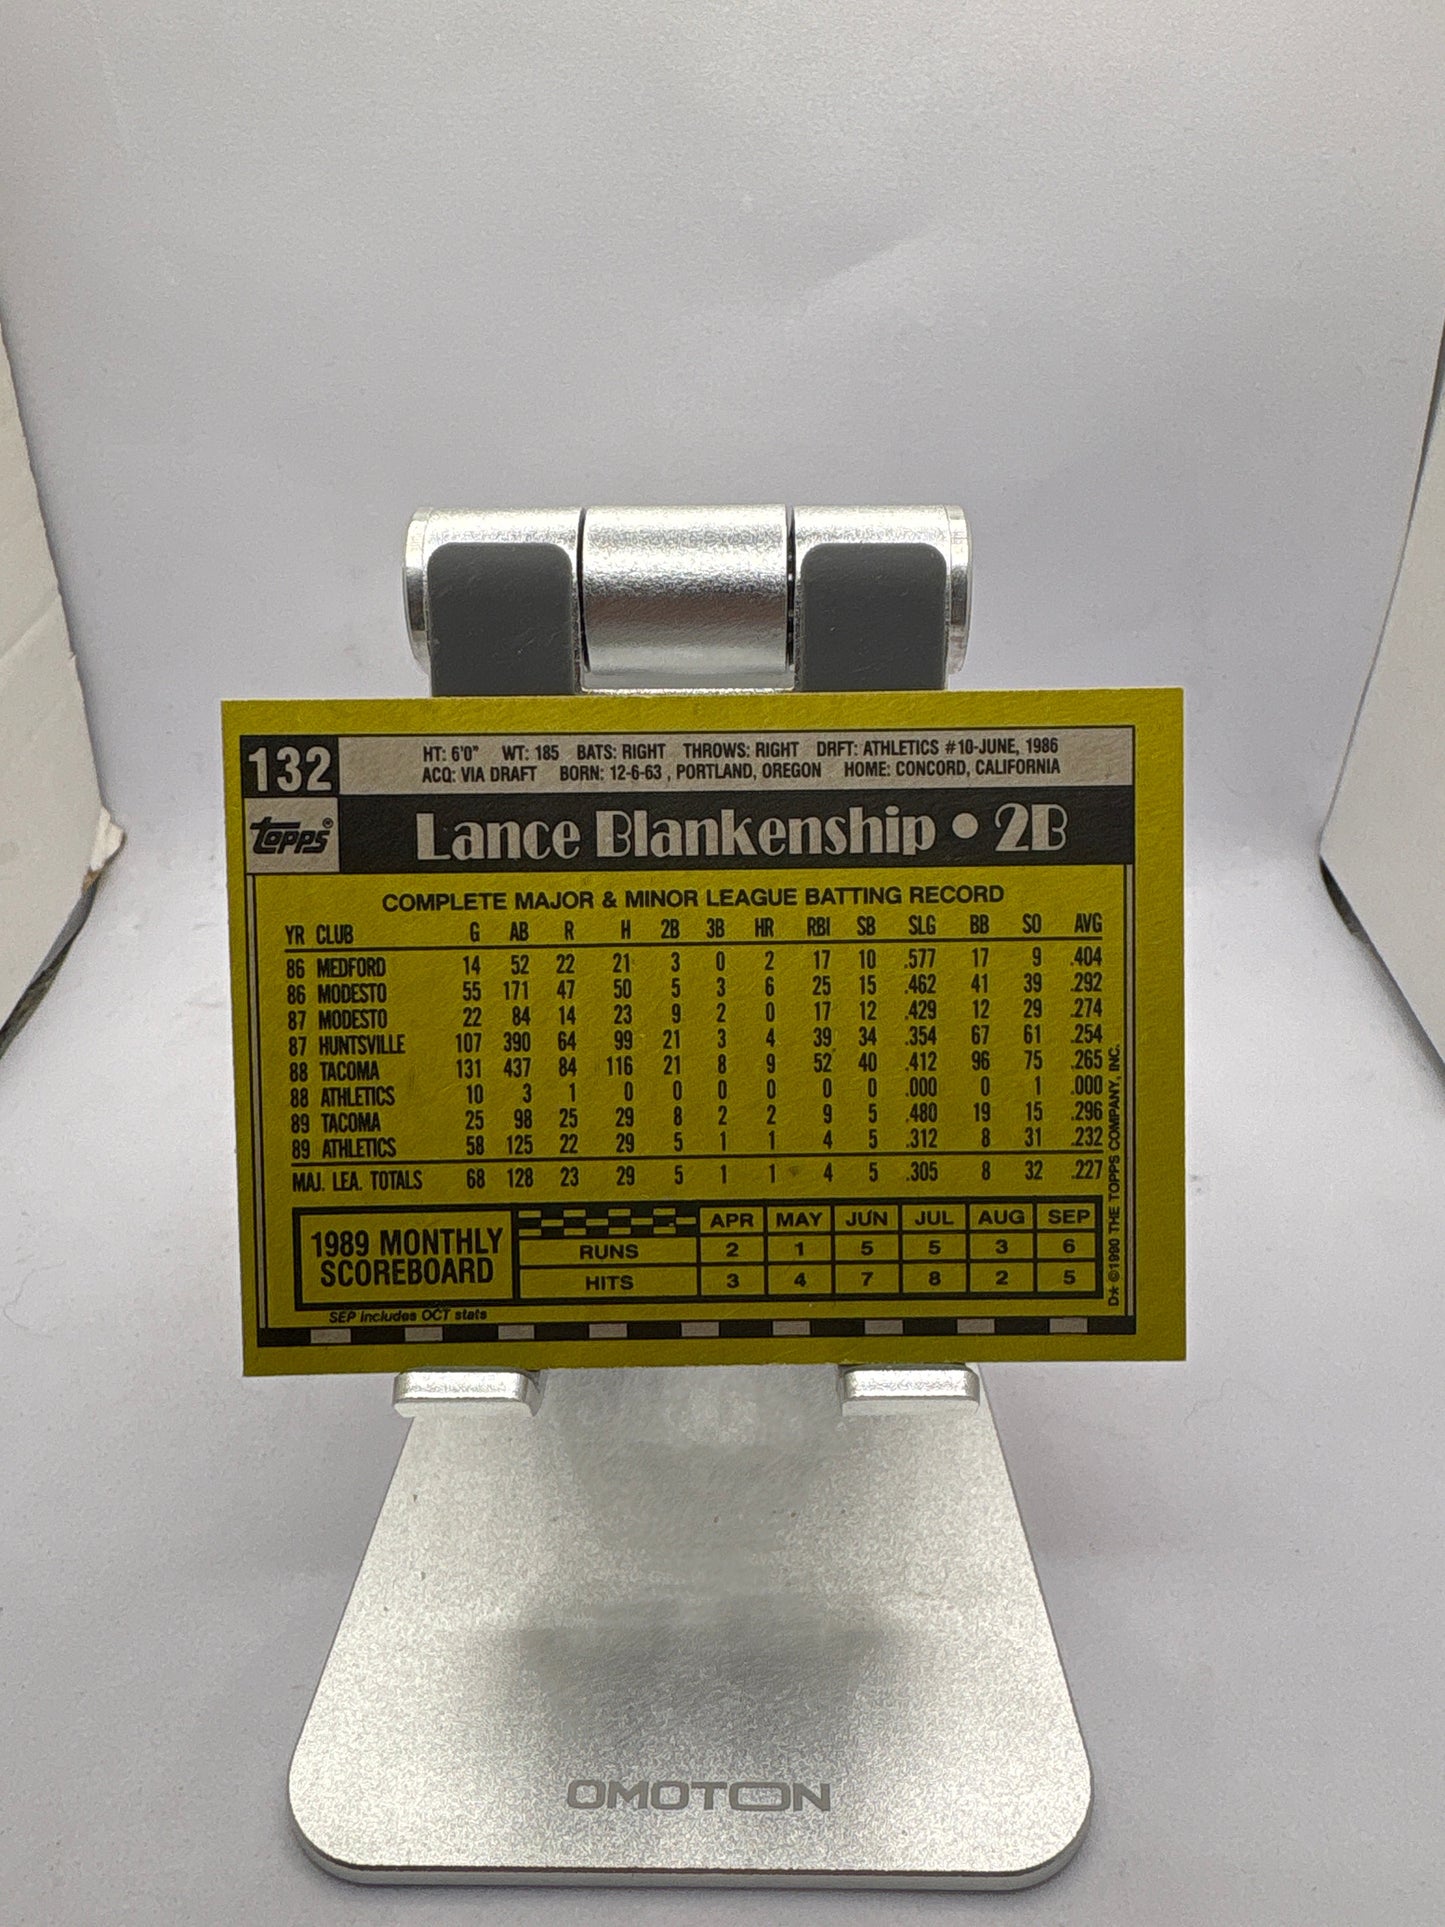 132
HT: 6'0" WT: 185 BATS: RIGHT THROWS: RIGHT DRFT: ATHLETICS #10-JUNE, 1986
ACQ: VIA DRAFT BORN: 12-6-63 , PORTLAND, OREGON HOME: CONCORD, CALIFORNIA
TOPPS®
Lance Blankenship • 2B
COMPLETE MAJOR & MINOR LEAGUE BATTING RECORD
YR CLUB G AB R H 2B 3B HR RBI SB SLG BB SO AVG
86 MEDFORD 14 52 22 21 3 0 2 17 10 .577 17 9 .404
86 MODESTO 55 171 47 50 5 3 6 25 15 .462 41 39 .292
87 MODESTO 22 84 14 23 9 2 0 17 12 .429 12 29 .274
87 HUNTSVILLE 107 390 64 99 21 3 4 39 34 .354 67 61 .254
88 TACOMA 131 437 84 116 21 8 9 52 40 .412 96 75 .265
88 ATHLETICS 10 3 1 0 0 0 0 0 0 .000 0 1 .000
89 TACOMA 25 98 25 29 8 2 2 9 5 .480 19 15 .296
89 ATHLETICS 58 125 22 29 5 1 1 4 5 .312 8 31 .232
MAJ. LEA. TOTALS 68 128 23 29 5 1 1 4 5 .305 8 32 .227
1989 MONTHLY SCOREBOARD
APR MAY JUN JUL AUG SEP
RUNS 2 1 5 5 3 6
HITS 3 4 7 8 2 5
SEP includes OCT stats
D* ©1990 THE TOPPS COMPANY, INC.
OMOTON